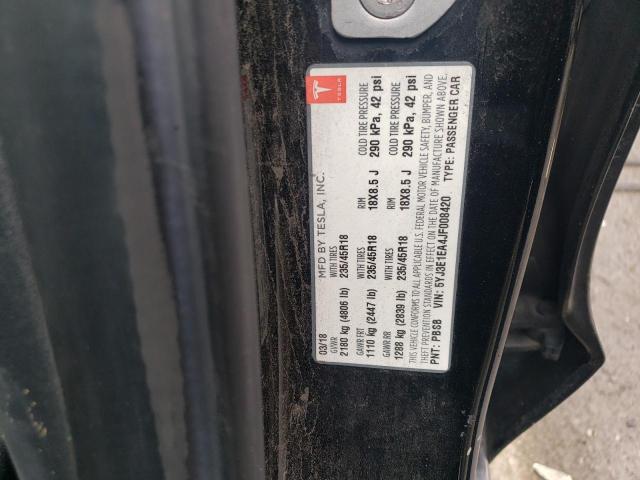 TESLA
MFD BY TESLA, INC.
03/18
GVWR
2180 kg (4806 lb)
GAWR FRT WITH TIRES RIM COLD TIRE PRESSURE
1110 kg (2447 lb) 235/45R18 18X8.5 J 290 kPa, 42 psi
GAWR RR WITH TIRES RIM COLD TIRE PRESSURE
1288 kg (2839 lb) 235/45R18 18X8.5 J 290 kPa, 42 psi
THIS VEHICLE CONFORMS TO ALL APPLICABLE U.S. FEDERAL MOTOR VEHICLE SAFETY, BUMPER, AND
THEFT PREVENTION STANDARDS IN EFFECT ON THE DATE OF MANUFACTURE SHOWN ABOVE.
PNT: PBSB VIN: 5YJ3E1EA4JF008420 TYPE: PASSENGER CAR